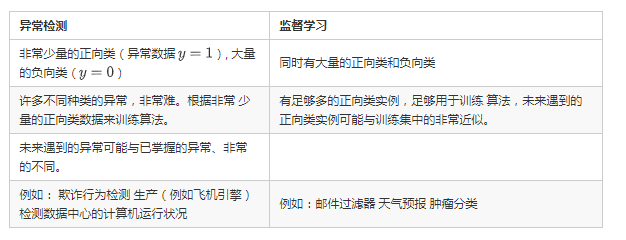 异常检测
监督学习
非常少量的正向类（异常数据 y = 1）, 大量
的负向类（y = 0）
同时有大量的正向类和负向类
许多不同种类的异常，非常难。根据非常 少
量的正向类数据来训练算法。
有足够多的正向类实例，足够用于训练 算法，未来遇到的
正向类实例可能与训练集中的非常近似。
未来遇到的异常可能与已掌握的异常、非常
的不同。
例如： 欺诈行为检测 生产（例如飞机引擎）
检测数据中心的计算机运行状况
例如：邮件过滤器 天气预报 肿瘤分类